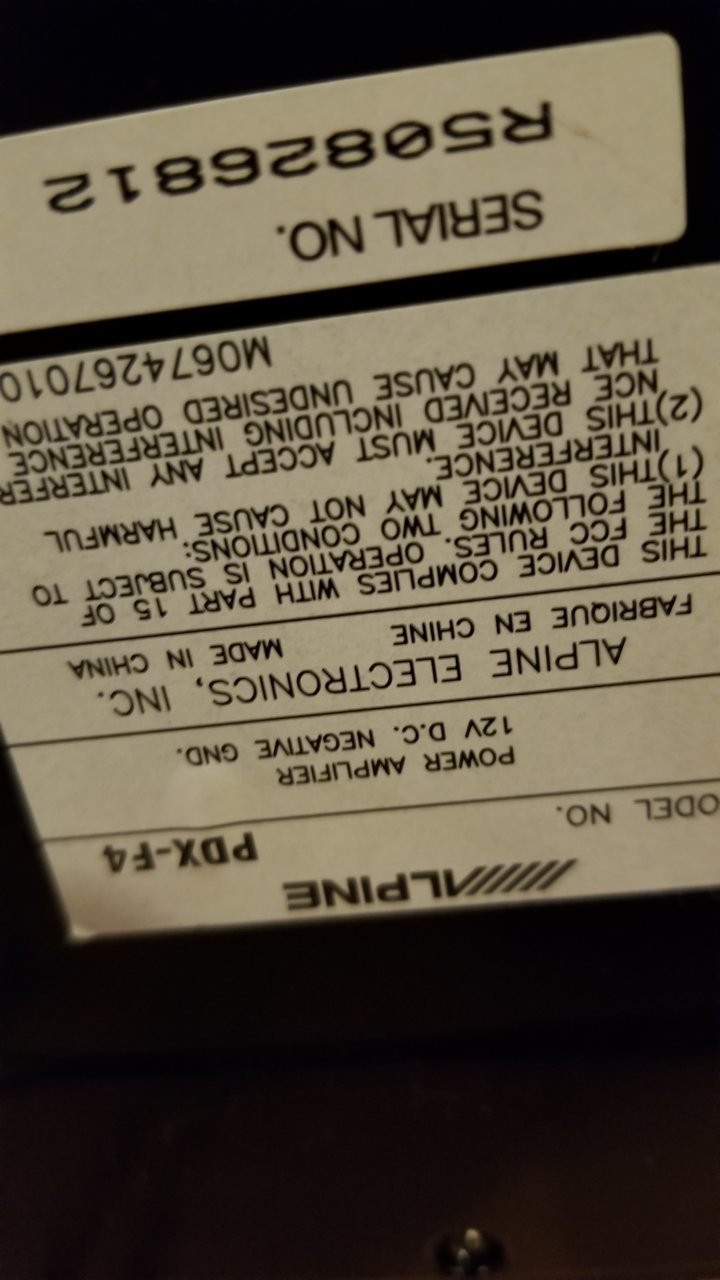 ALPINE
ODEL NO. PDX-F4
POWER AMPLIFIER
12V D.C. NEGATIVE GND.
ALPINE ELECTRONICS, INC.
FABRIQUE EN CHINE MADE IN CHINA
THIS DEVICE COMPLIES WITH PART 15 OF
THE FCC RULES. OPERATION IS SUBJECT TO
THE FOLLOWING TWO CONDITIONS:
(1)THIS DEVICE MAY NOT CAUSE HARMFUL
INTERFERENCE.
(2)THIS DEVICE MUST ACCEPT ANY INTERFER
NCE RECEIVED INCLUDING INTERFERENCE
THAT MAY CAUSE UNDESIRED OPERATION
M0674267010
SERIAL NO.
R50826812